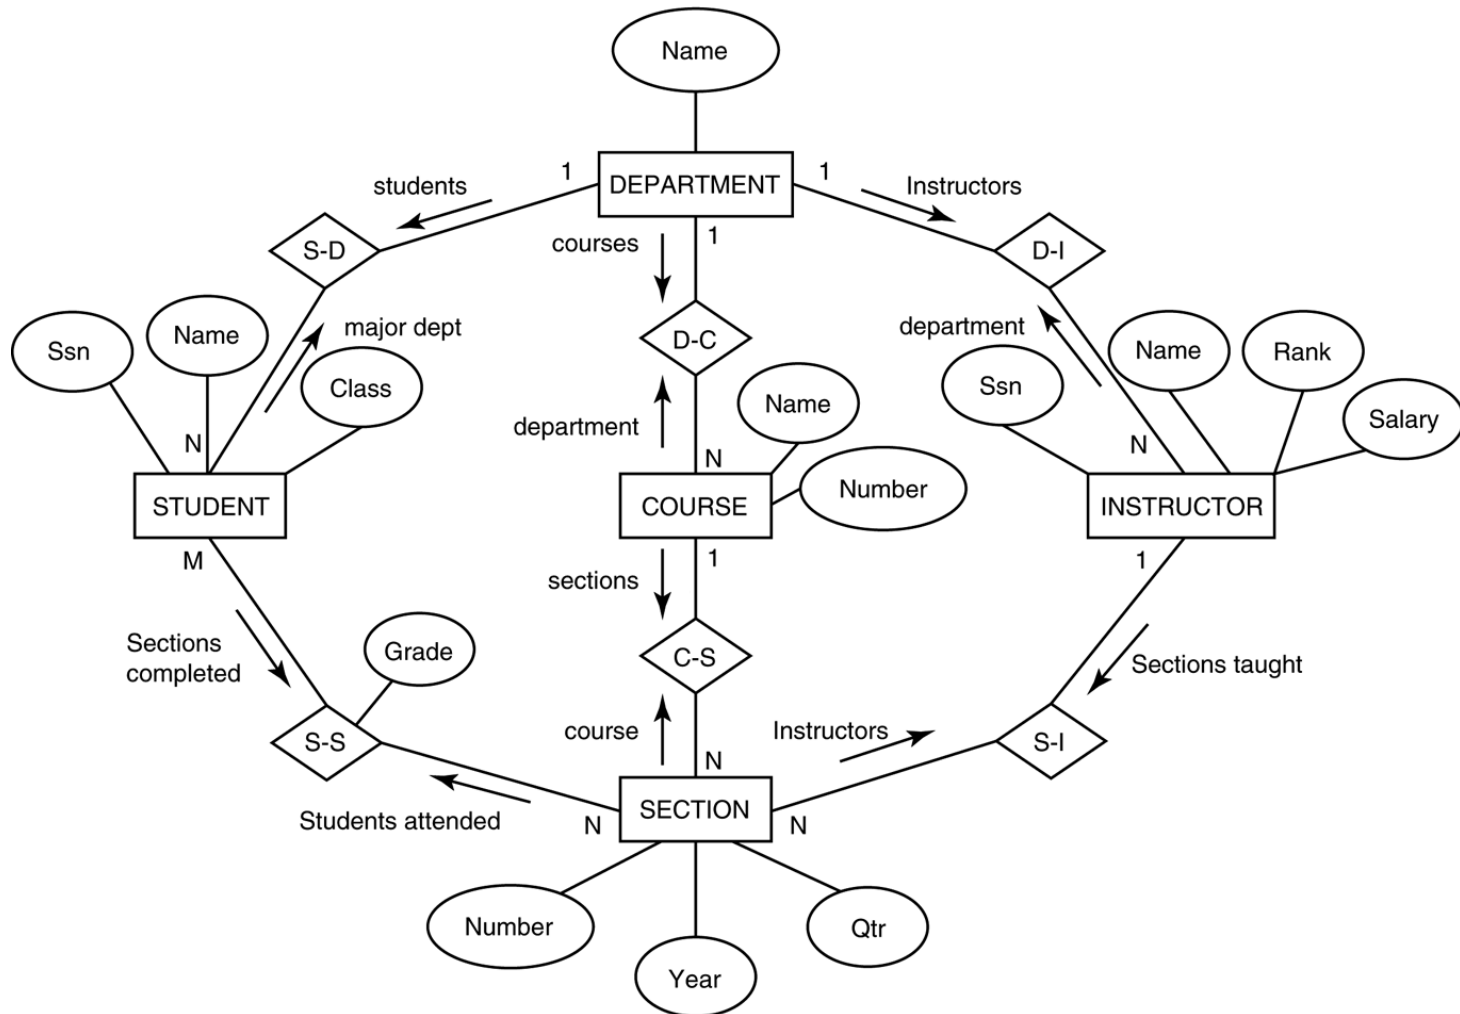 Name
DEPARTMENT
1
1
students
Instructors
S-D
courses
1
D-I
Ssn
Name
major dept
D-C
department
Name
Rank
Class
Name
Ssn
Salary
N
department
N
Number
N
STUDENT
COURSE
INSTRUCTOR
M
1
1
sections
Sections
completed
Grade
C-S
Sections taught
S-S
course
Instructors
S-I
N
SECTION
Students attended
N
N
Number
Qtr
Year